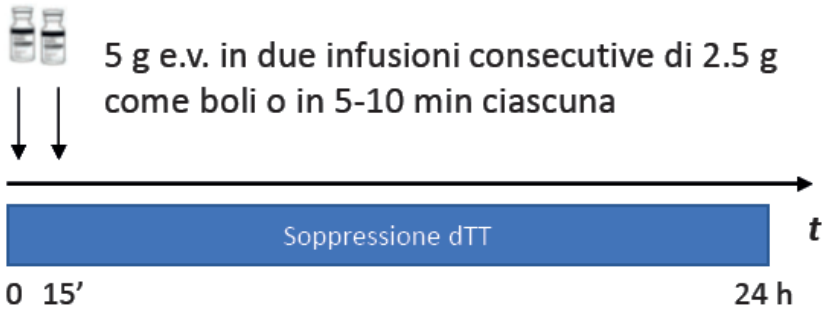 5 g e.v. in due infusioni consecutive di 2.5 g
come boli o in 5-10 min ciascuna
Soppressione dTT
t
0 15’ 24 h